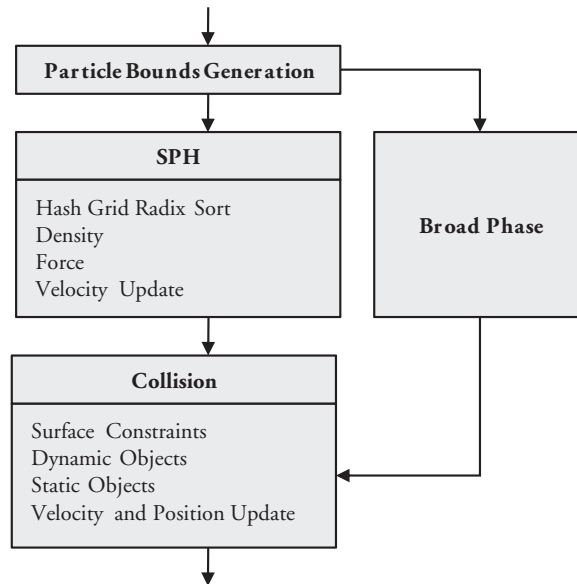 Particle Bounds Generation
SPH
Hash Grid Radix Sort
Density
Force
Velocity Update
Broad Phase
Collision
Surface Constraints
Dynamic Objects
Static Objects
Velocity and Position Update